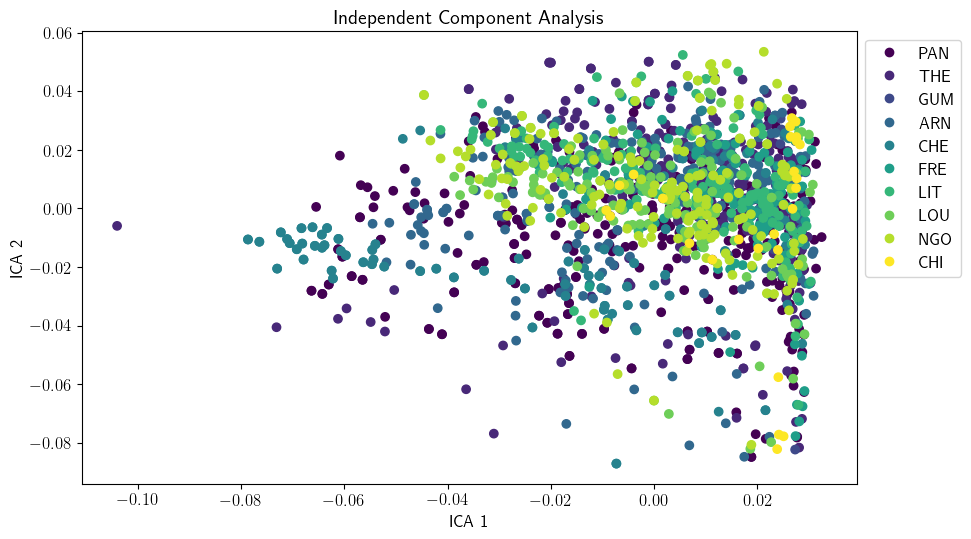 Independent Component Analysis
ICA 2
0.06
0.04
0.02
0.00
−0.02
−0.04
−0.06
−0.08
−0.10
−0.08
−0.06
−0.04
−0.02
0.00
0.02
ICA 1
PAN
THE
GUM
ARN
CHE
FRE
LIT
LOU
NGO
CHI